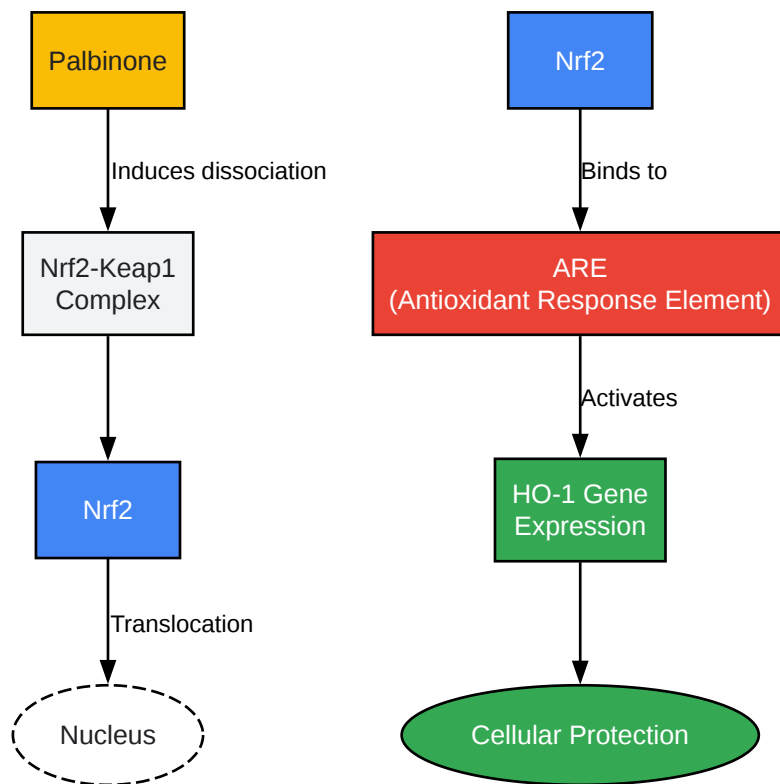 Palbinone
Induces dissociation
Nrf2-Keap1
Complex
Nrf2
Translocation
Nucleus
Nrf2
Binds to
ARE
(Antioxidant Response Element)
Activates
HO-1 Gene
Expression
Cellular Protection